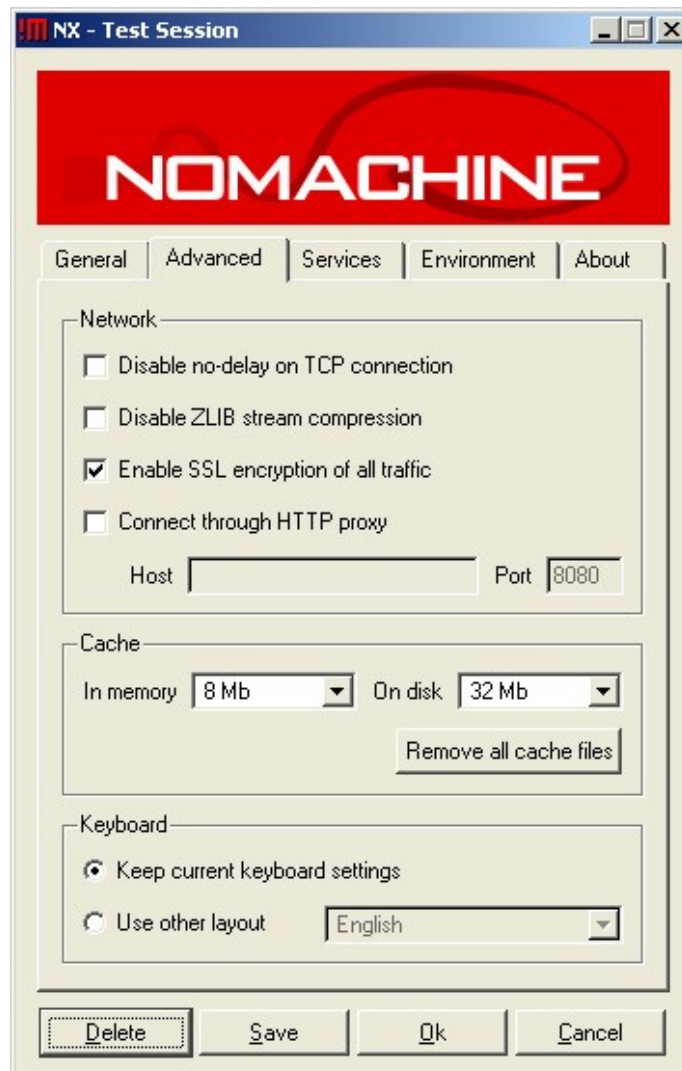 !m NX - Test Session
NOMACHINE
General Advanced Services Environment About
Network
Disable no-delay on TCP connection
Disable ZLIB stream compression
Enable SSL encryption of all traffic
Connect through HTTP proxy
Host Port 8080
Cache
In memory 8 Mb On disk 32 Mb
Remove all cache files
Keyboard
Keep current keyboard settings
Use other layout English
Delete Save Ok Cancel